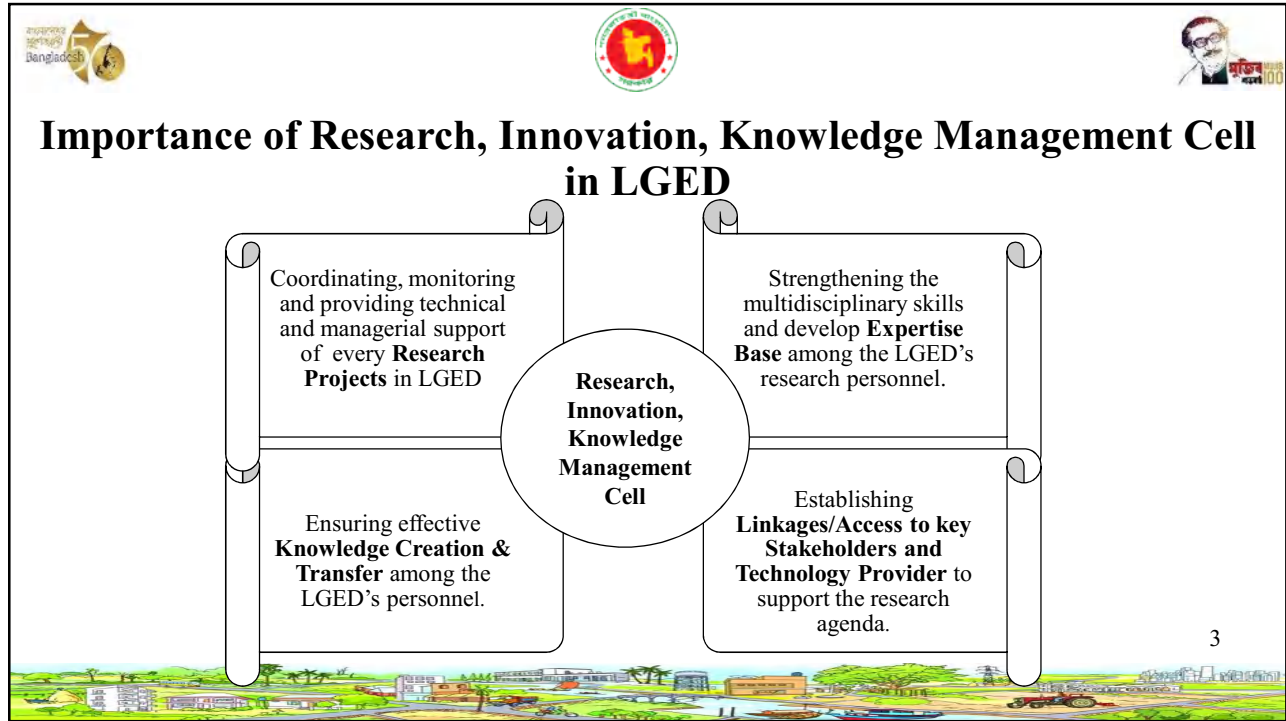 বাংলাদেশের
Bangladesh
50
মুজিব
100
Importance of Research, Innovation, Knowledge Management Cell
in LGED
Coordinating, monitoring
and providing technical
and managerial support
of every Research
Projects in LGED
Strengthening the
multidisciplinary skills
and develop Expertise
Base among the LGED’s
research personnel.
Research,
Innovation,
Knowledge
Management
Cell
Ensuring effective
Knowledge Creation &
Transfer among the
LGED’s personnel.
Establishing
Linkages/Access to key
Stakeholders and
Technology Provider to
support the research
agenda.
3